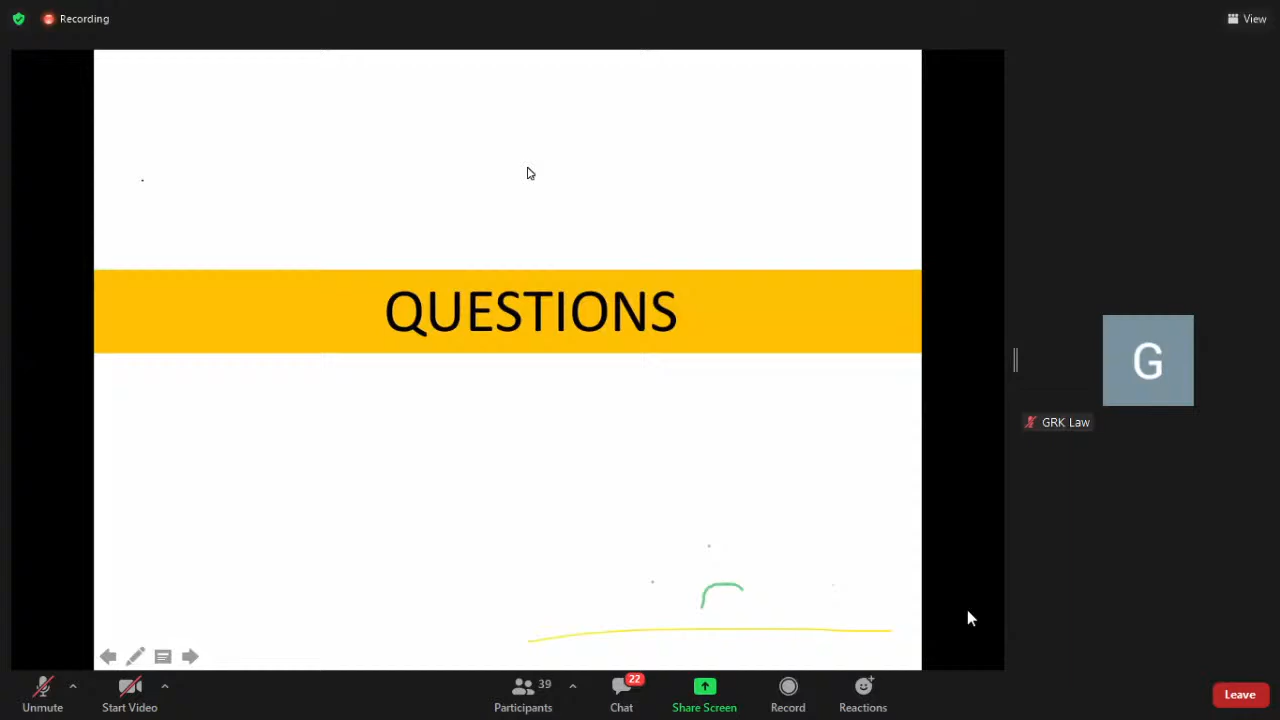 Recording
View
QUESTIONS
G
GRK Law
Unmute
Start Video
39
Participants
22
Chat
Share Screen
Record
Reactions
Leave